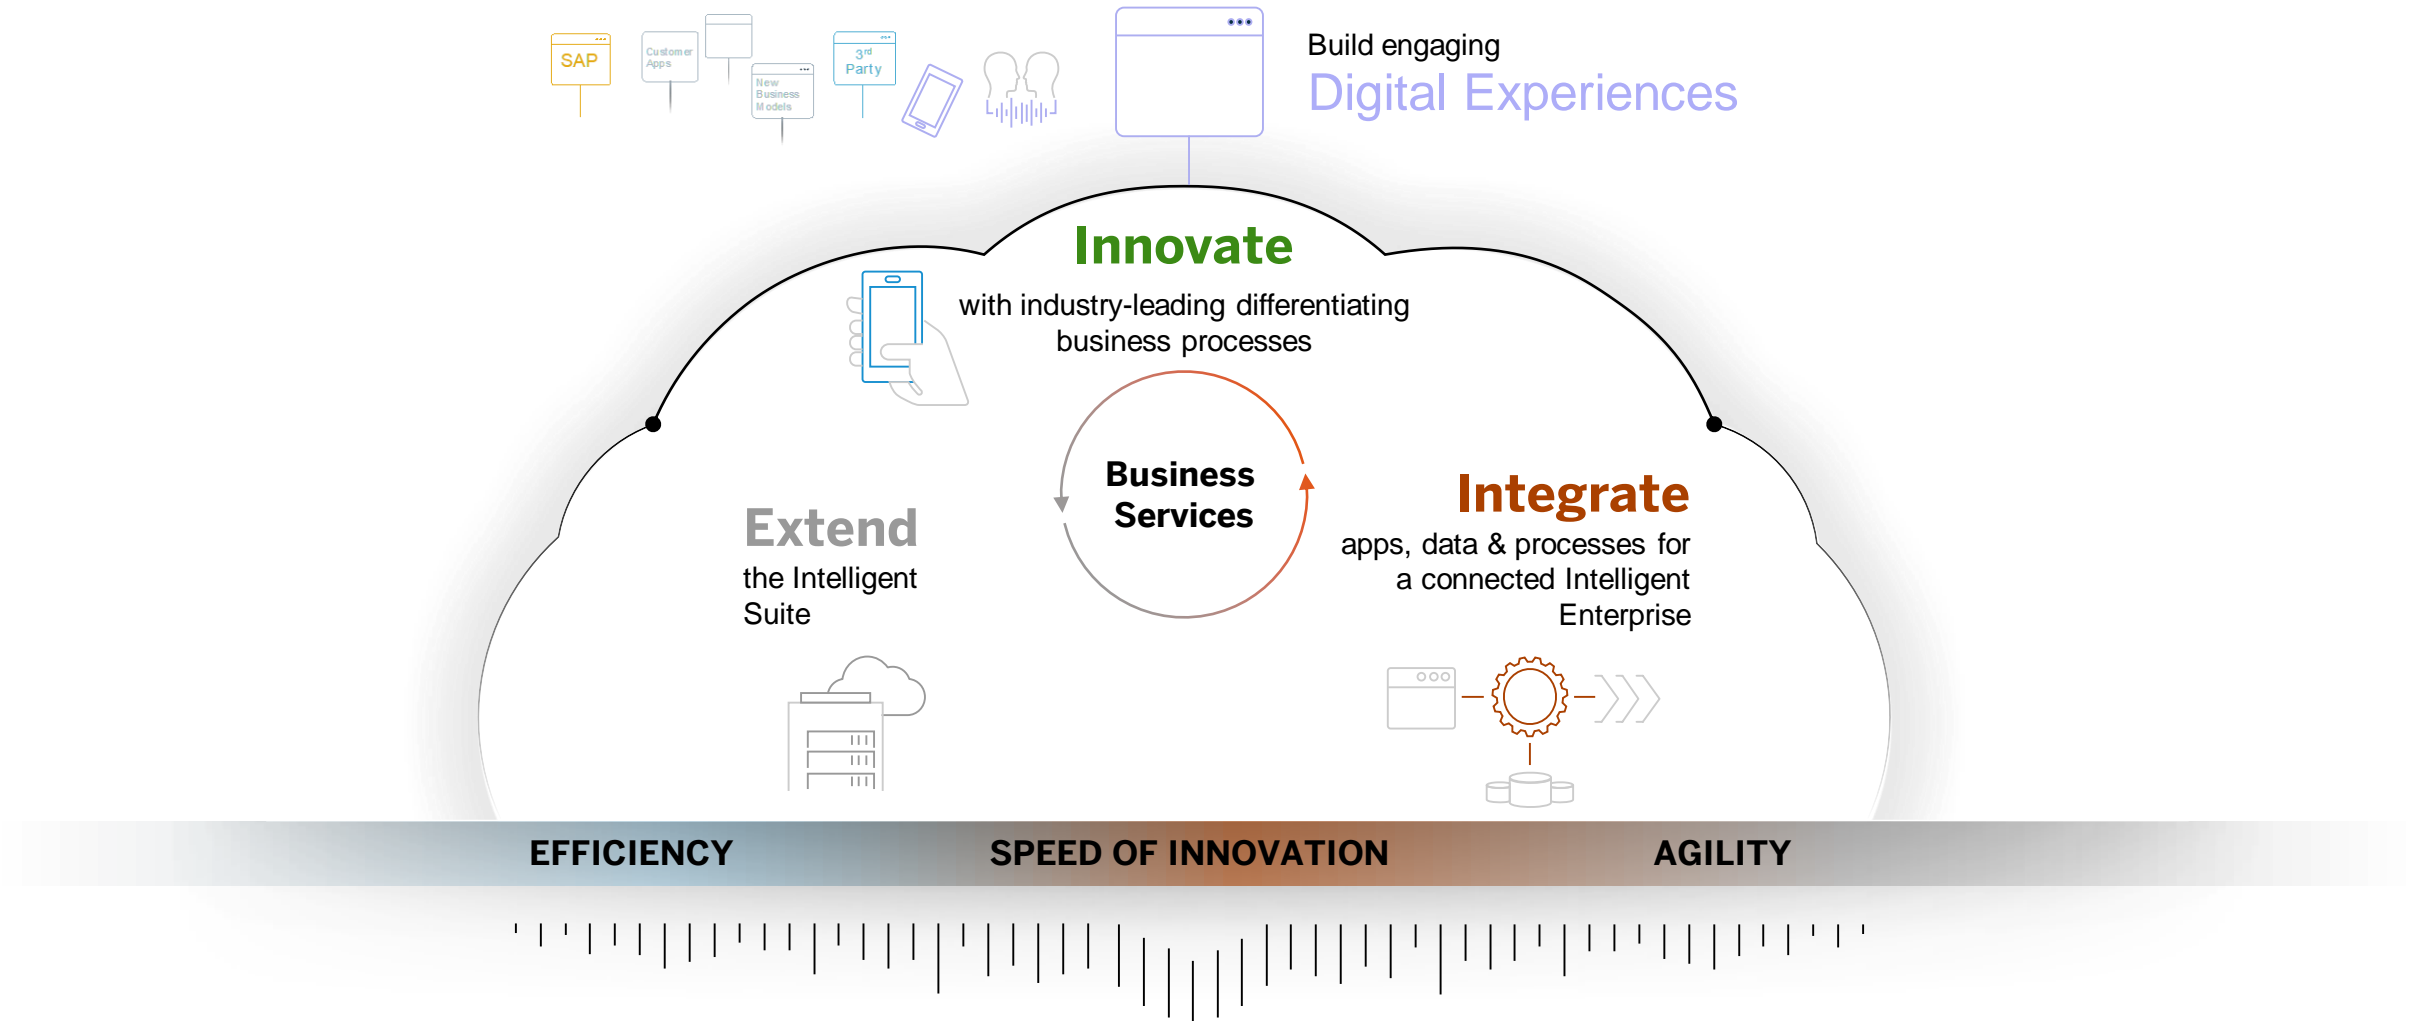 SAP
Customer
Apps
New
Business
Models
3rd
Party
Build engaging
Digital Experiences
Innovate
with industry-leading differentiating
business processes
Business
Services
Extend
the Intelligent
Suite
Integrate
apps, data & processes for
a connected Intelligent
Enterprise
EFFICIENCY
SPEED OF INNOVATION
AGILITY